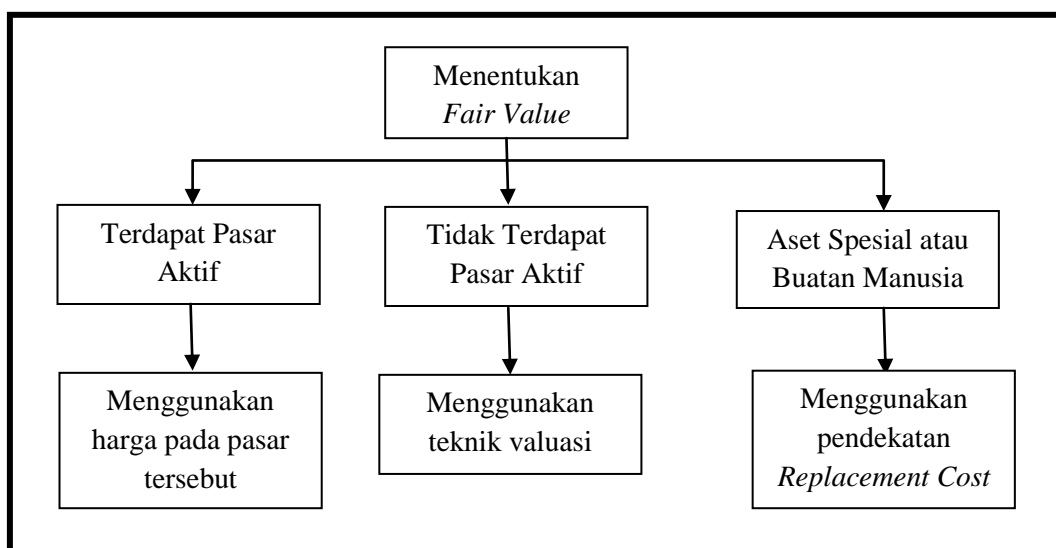 Menentukan
Fair Value
Terdapat Pasar
Aktif
Tidak Terdapat
Pasar Aktif
Aset Spesial atau
Buatan Manusia
Menggunakan
harga pada pasar
tersebut
Menggunakan
teknik valuasi
Menggunakan
pendekatan
Replacement Cost